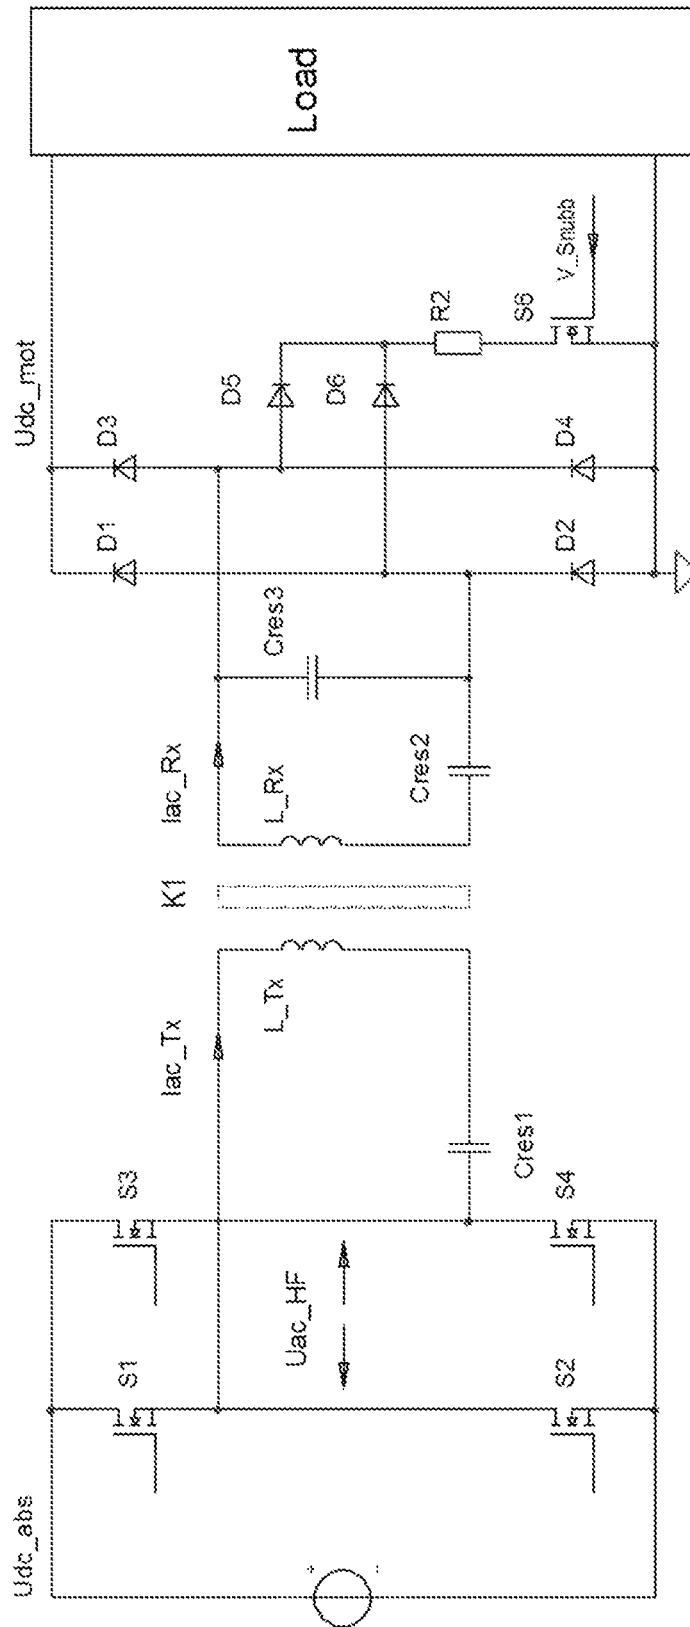 Udc_abs
S1
S3
Iac_Tx
K1
Iac_Rx
D1
D3
Udc_mot
Uac_HF
L_Tx
L_Rx
Cres3
D5
D6
R2
Load
Cres1
Cres2
S2
S4
D2
D4
S6
V_Snubb
+
-